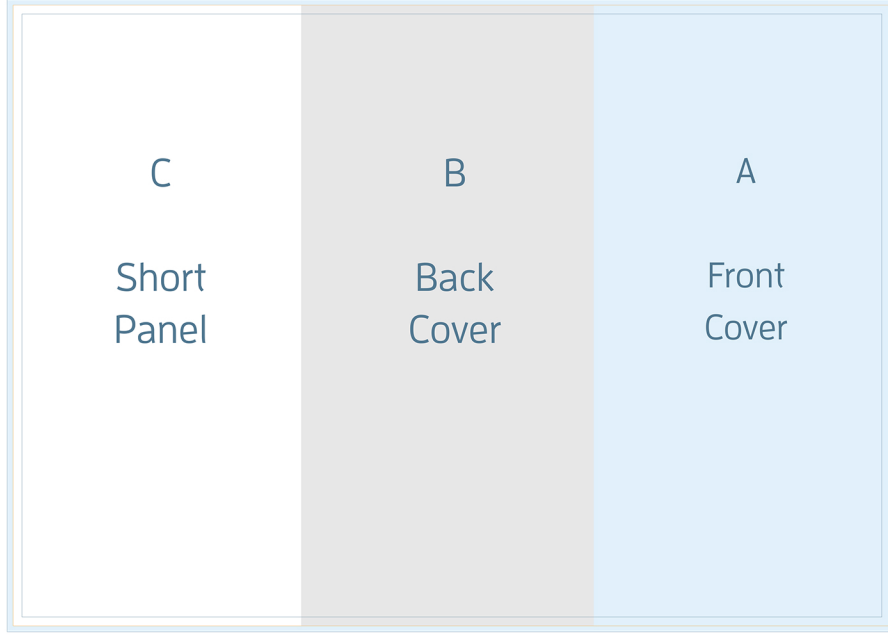 C
Short
Panel
B
Back
Cover
A
Front
Cover